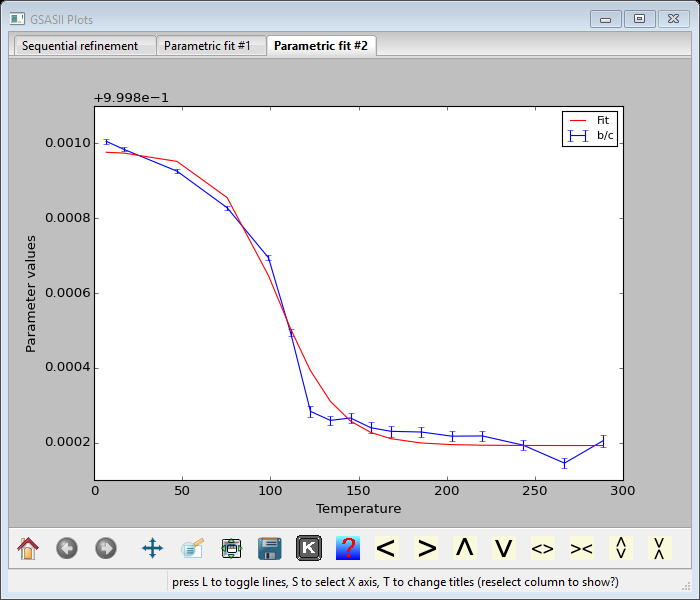 GSASII Plots
Sequential refinement
Parametric fit #1
Parametric fit #2
+9.998e−1
Fit
b/c
0.0010
0.0008
0.0006
0.0004
0.0002
Parameter values
0
50
100
150
200
250
300
Temperature
K
?
< > Λ V <> ><
press L to toggle lines, S to select X axis, T to change titles (reselect column to show?)